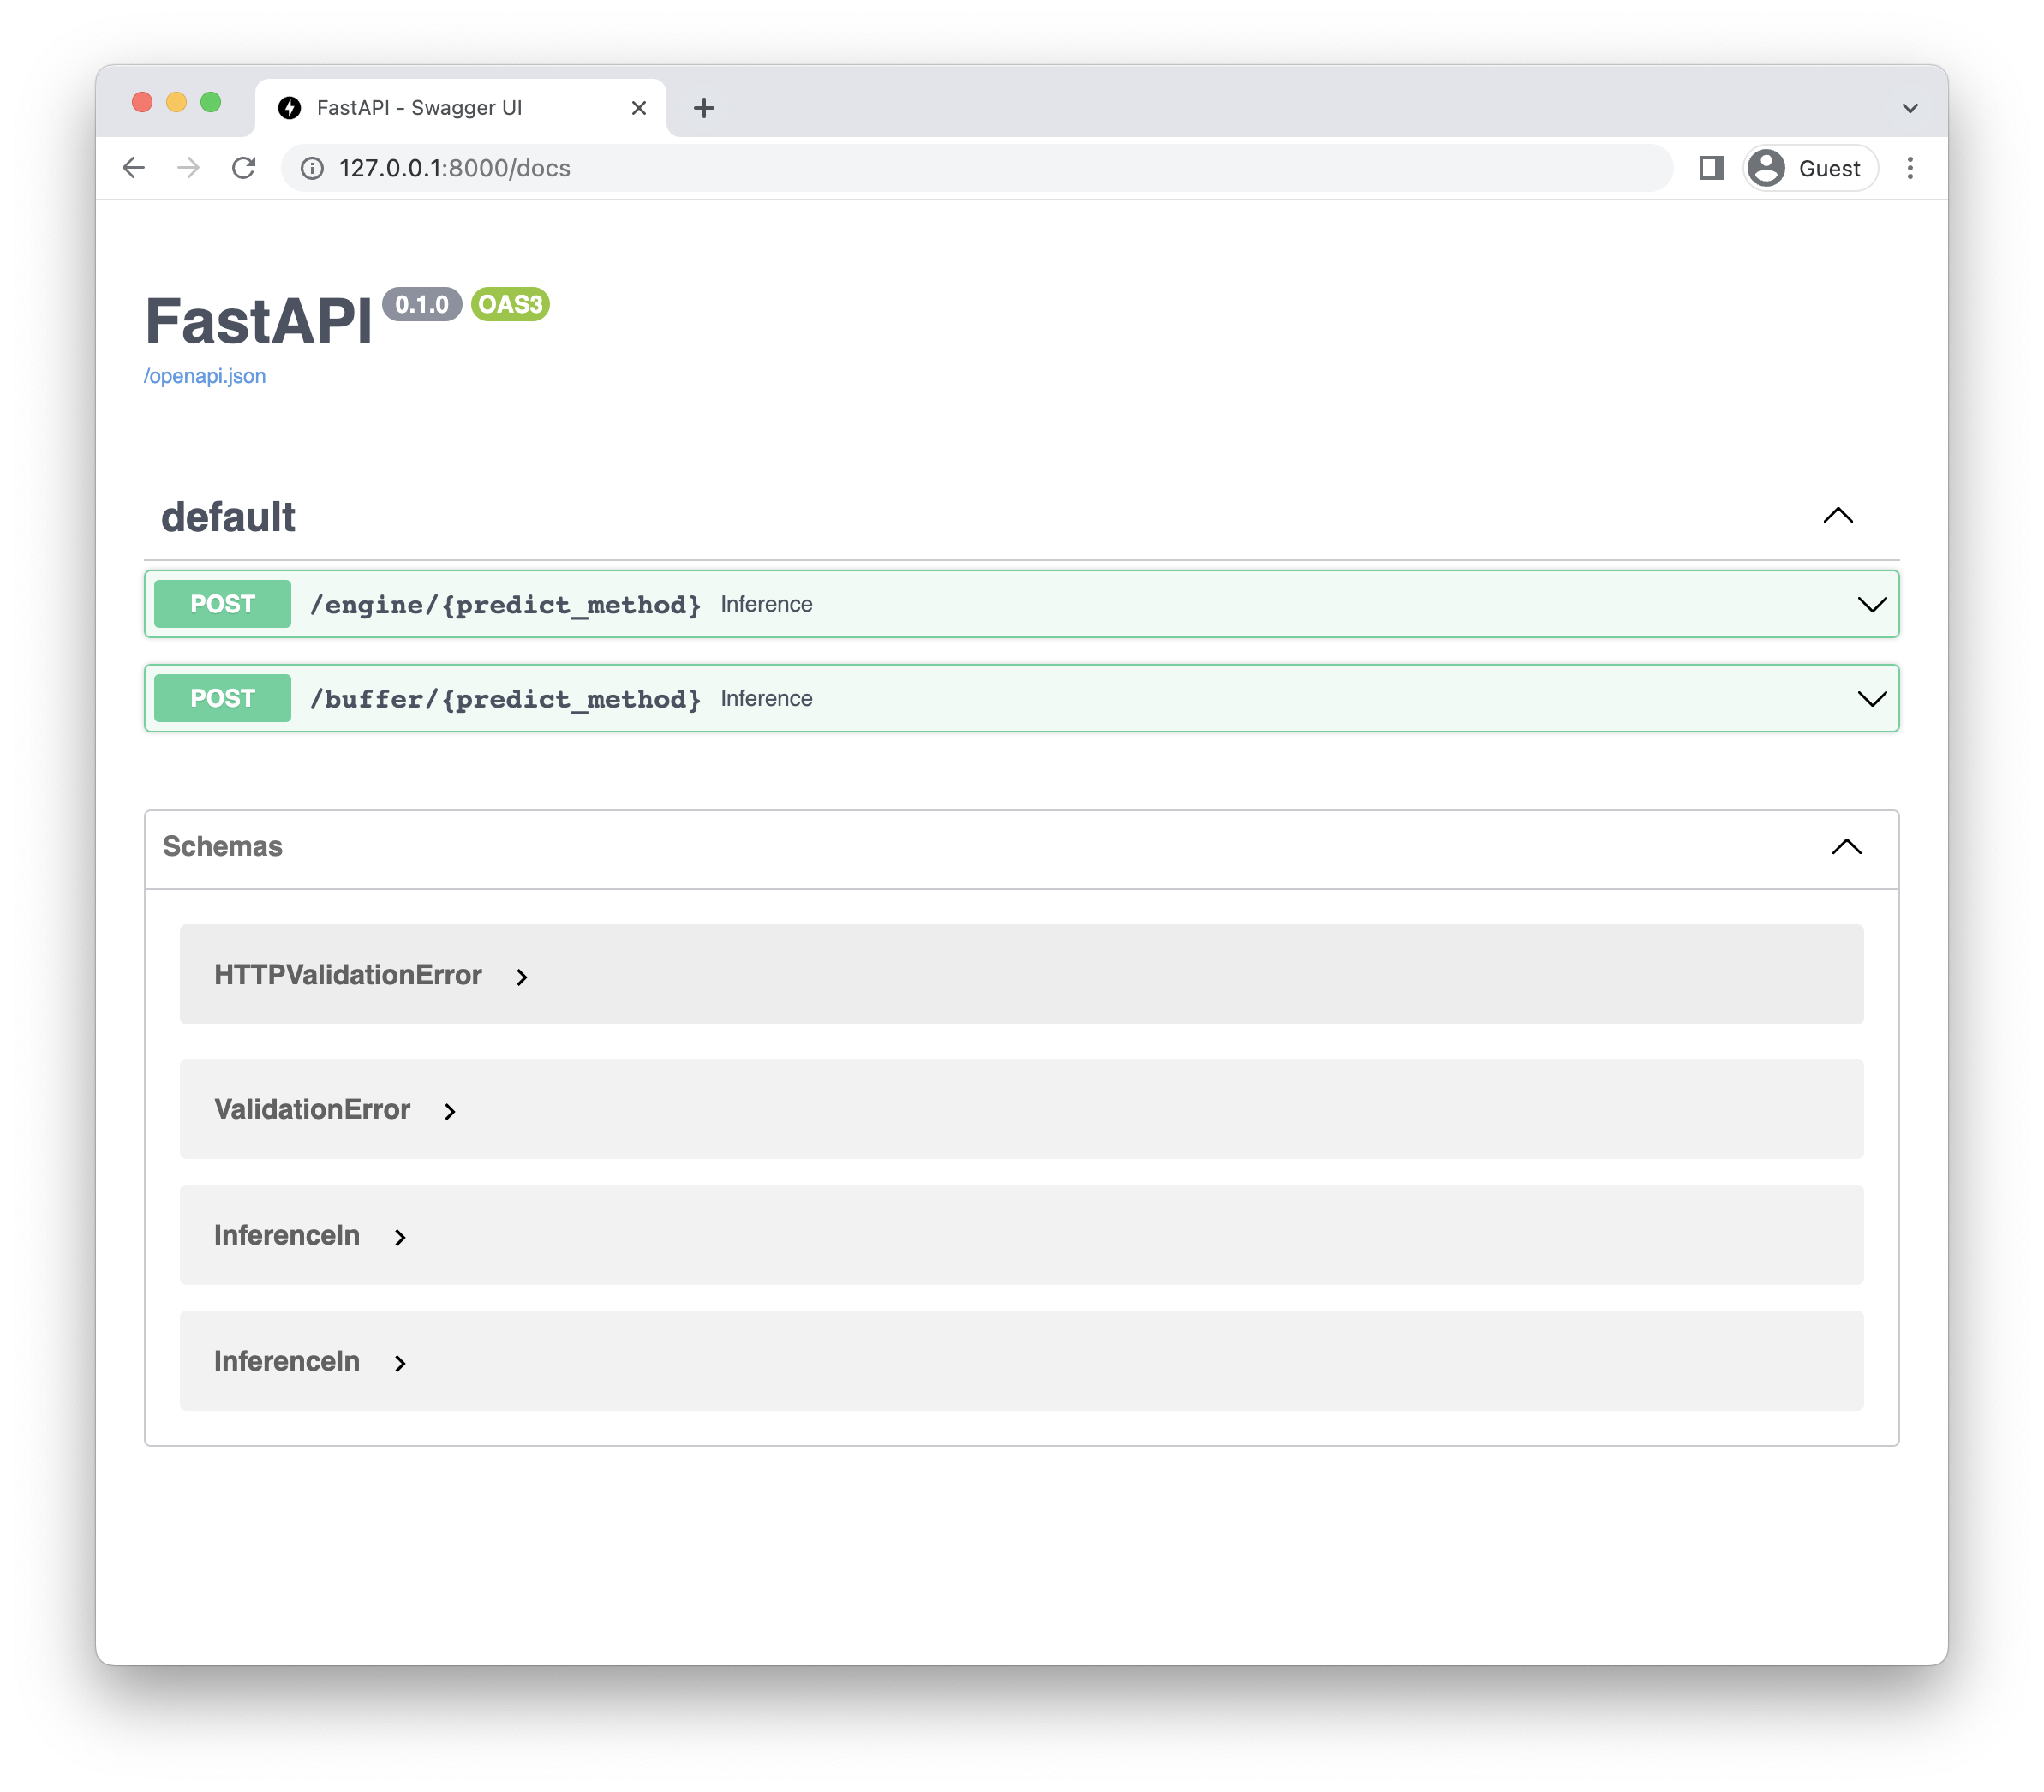 FastAPI - Swagger UI
127.0.0.1:8000/docs
Guest
FastAPI 0.1.0 OAS3
/openapi.json
default
POST /engine/{predict_method} Inference
POST /buffer/{predict_method} Inference
Schemas
HTTPValidationError
ValidationError
InferenceIn
InferenceIn